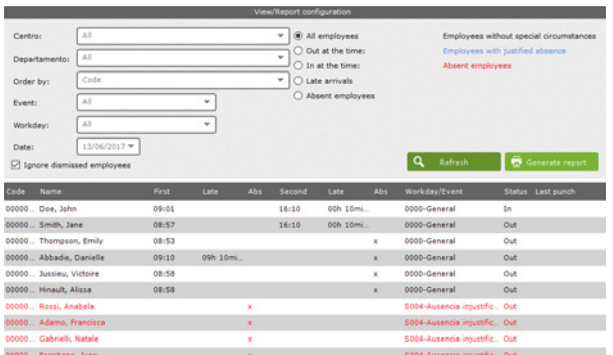 View/Report configuration
Centro: All
Departamento: All
Order by: Code
Event: All
Workday: All
Date: 13/06/2017
Ignore dismissed employees
All employees
Out at the time:
In at the time:
Late arrivals
Absent employees
Employees without special circumstances
Employees with justified absence
Absent employees
Refresh
Generate report
Code Name First Late Abs Second Late Abs Workday/Event Status Last punch
00000... Doe, John 09:01 16:10 00h 10mi... 0000-General In
00000... Smith, Jane 08:57 16:10 00h 10mi... 0000-General Out
00000... Thompson, Emily 08:53 x 0000-General Out
00000... Abbadie, Danielle 09:10 09h 10mi... x 0000-General Out
00000... Jussieu, Victoire 08:58 x 0000-General Out
00000... Hinault, Alissa 08:58 x 0000-General Out
00000... Rossi, Anabela x S004-Ausencia injustific... Out
00000... Adamo, Francisca x S004-Ausencia injustific... Out
00000... Gabrielli, Natale x S004-Ausencia injustific... Out